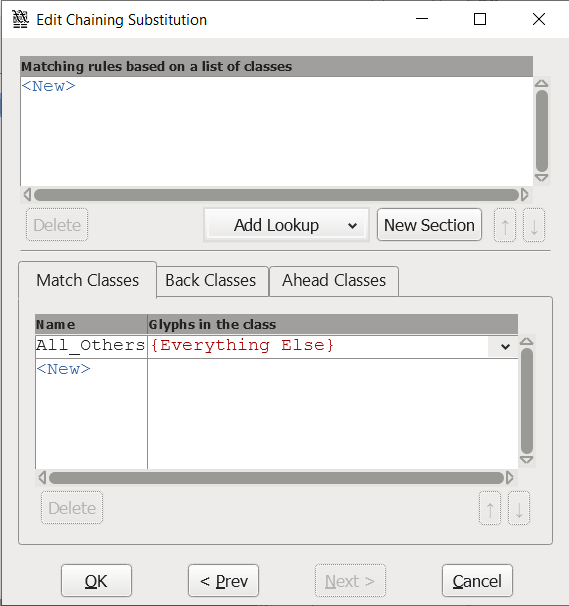 Edit Chaining Substitution
Matching rules based on a list of classes
<New>
Delete Add Lookup New Section ↑ ↓
Match Classes Back Classes Ahead Classes
Name Glyphs in the class
All_Others {Everything Else}
<New>
Delete ↑ ↓
OK < Prev Next > Cancel